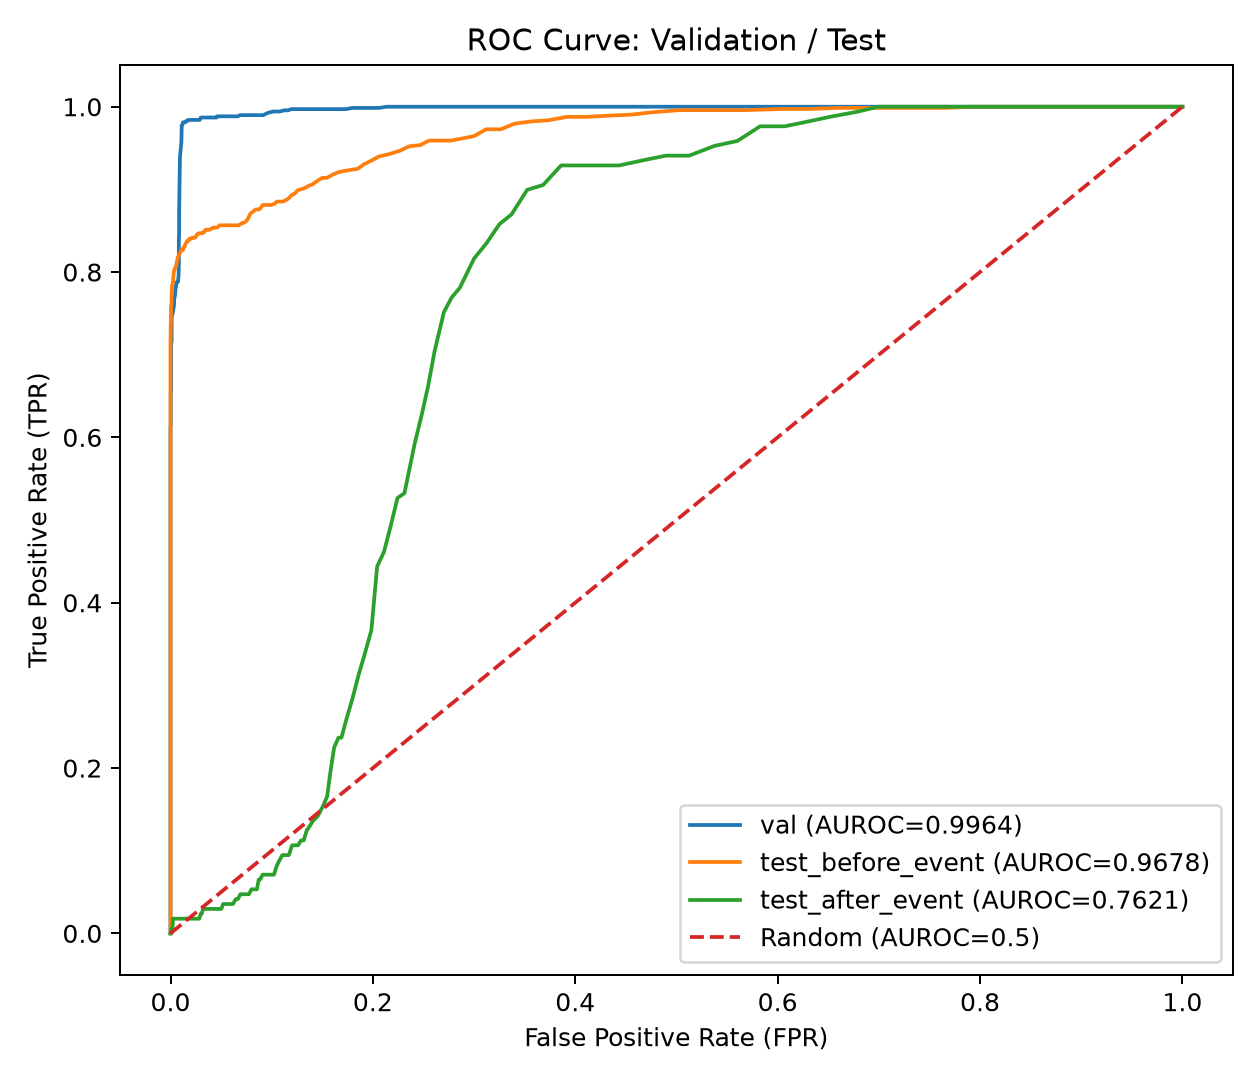 ROC Curve: Validation / Test
True Positive Rate (TPR)
1.0
0.8
0.6
0.4
0.2
0.0
val (AUROC=0.9964)
test_before_event (AUROC=0.9678)
test_after_event (AUROC=0.7621)
Random (AUROC=0.5)
0.0 0.2 0.4 0.6 0.8 1.0
False Positive Rate (FPR)